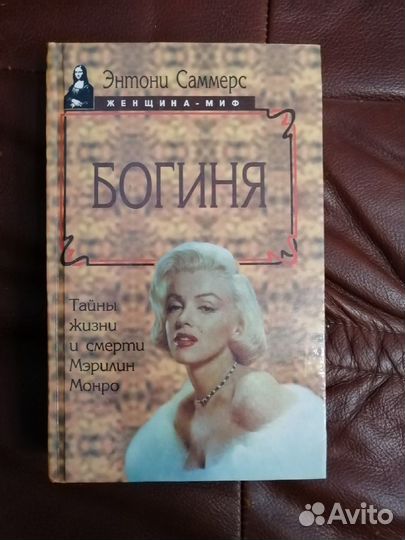 Энтони Саммерс
ЖЕНЩИНА-МИФ
БОГИНЯ
Тайны
жизни
и смерти
Мэрилин
Монро
Avito